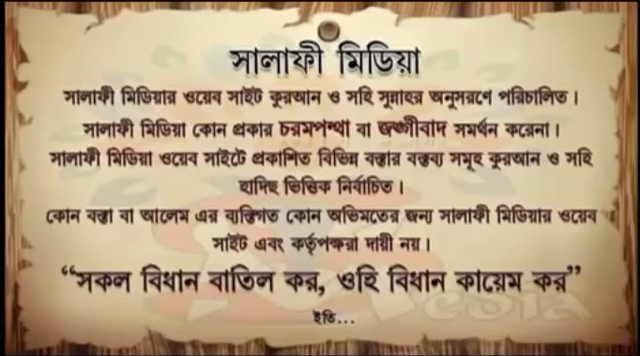 সালাফী মিডিয়া
সালাফী মিডিয়ার ওয়েব সাইট কুরআন ও সহি সুন্নাহর অনুসরণে পরিচালিত।
সালাফী মিডিয়া কোন প্রকার চরমপন্থা বা জঙ্গীবাদ সমর্থন করেনা।
সালাফী মিডিয়া ওয়েব সাইটে প্রকাশিত বিভিন্ন বক্তার বক্তব্য সমূহ কুরআন ও সহি
হাদিছ ভিত্তিক নির্বাচিত।
কোন বক্তা বা আলেম এর ব্যক্তিগত কোন অভিমতের জন্য সালাফী মিডিয়ার ওয়েব
সাইট এবং কর্তৃপক্ষরা দায়ী নয়।
“সকল বিধান বাতিল কর, ওহি বিধান কায়েম কর”
ইতি...